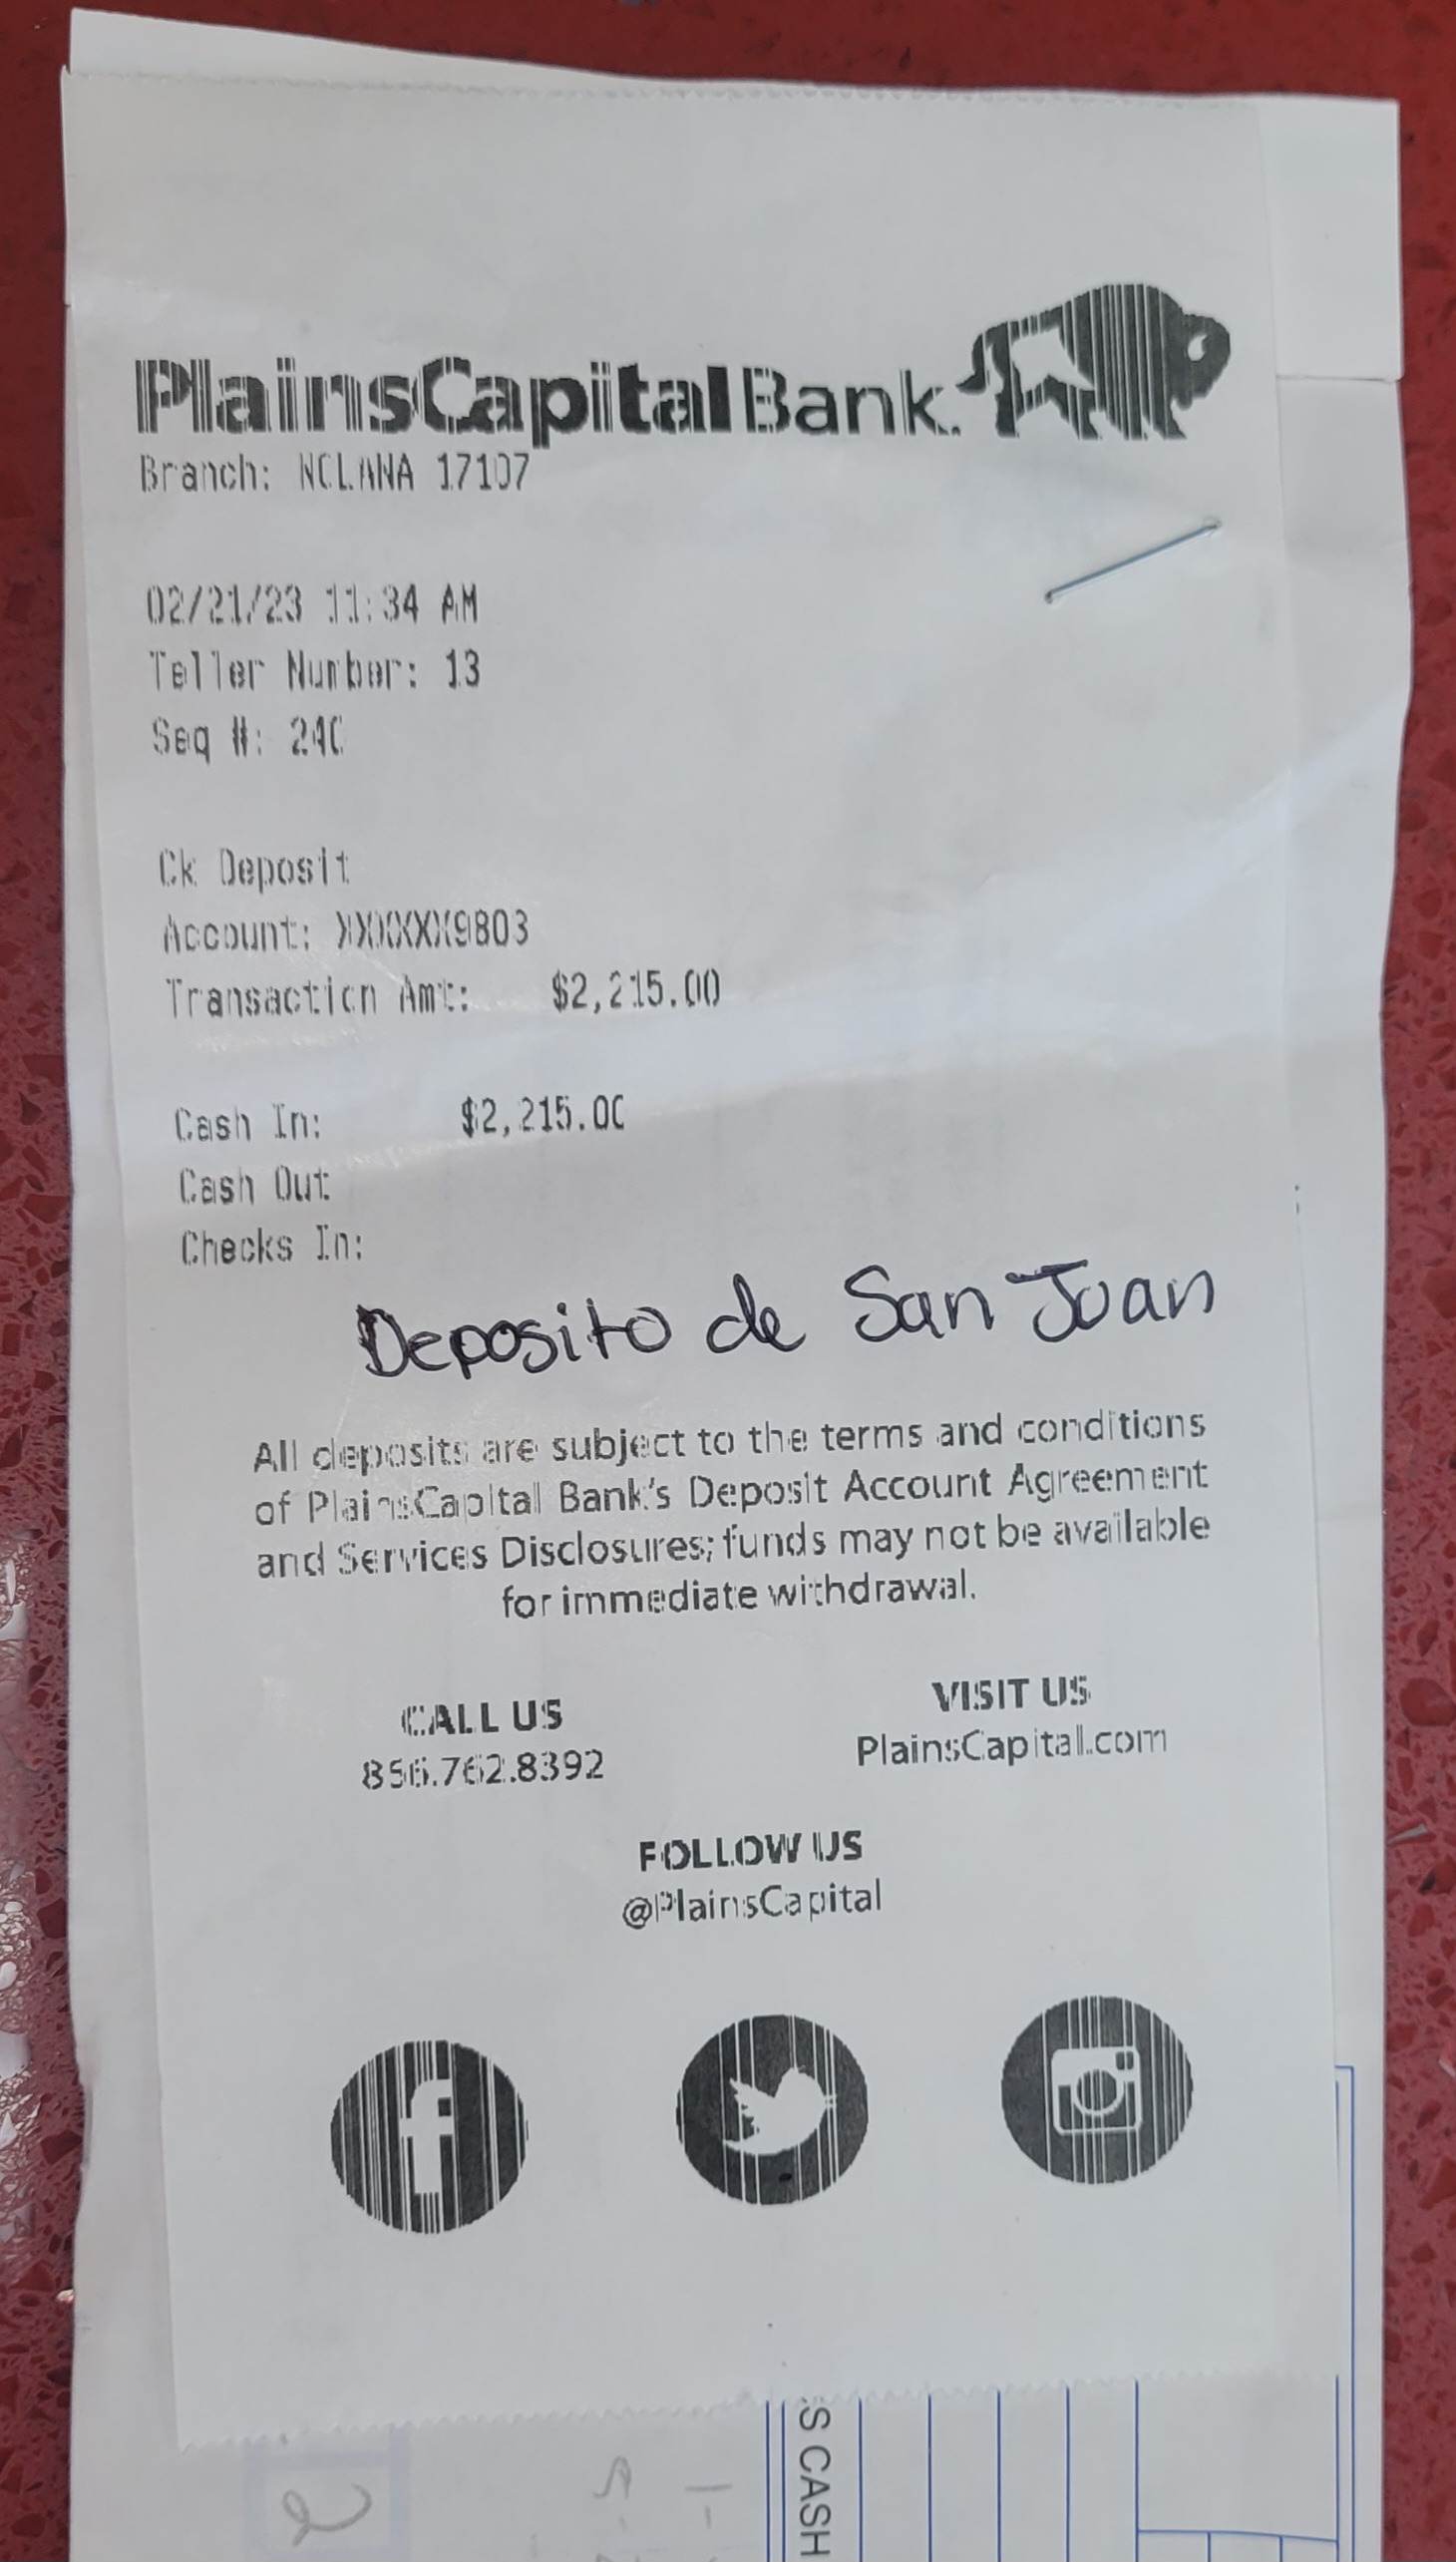 PlainsCapital Bank.
Branch: NCLANA 17107
02/21/23 11:34 AM
Teller Number: 13
Seq #: 240
Ck Deposit
Account: XXXXXX9803
Transaction Amt: $2,215.00
Cash In: $2,215.00
Cash Out:
Checks In:
Deposito de San Juan
All deposits are subject to the terms and conditions
of PlainsCapital Bank's Deposit Account Agreement
and Services Disclosures; funds may not be available
for immediate withdrawal.
CALL US
866.762.8392
VISIT US
PlainsCapital.com
FOLLOW US
@PlainsCapital
S CASH